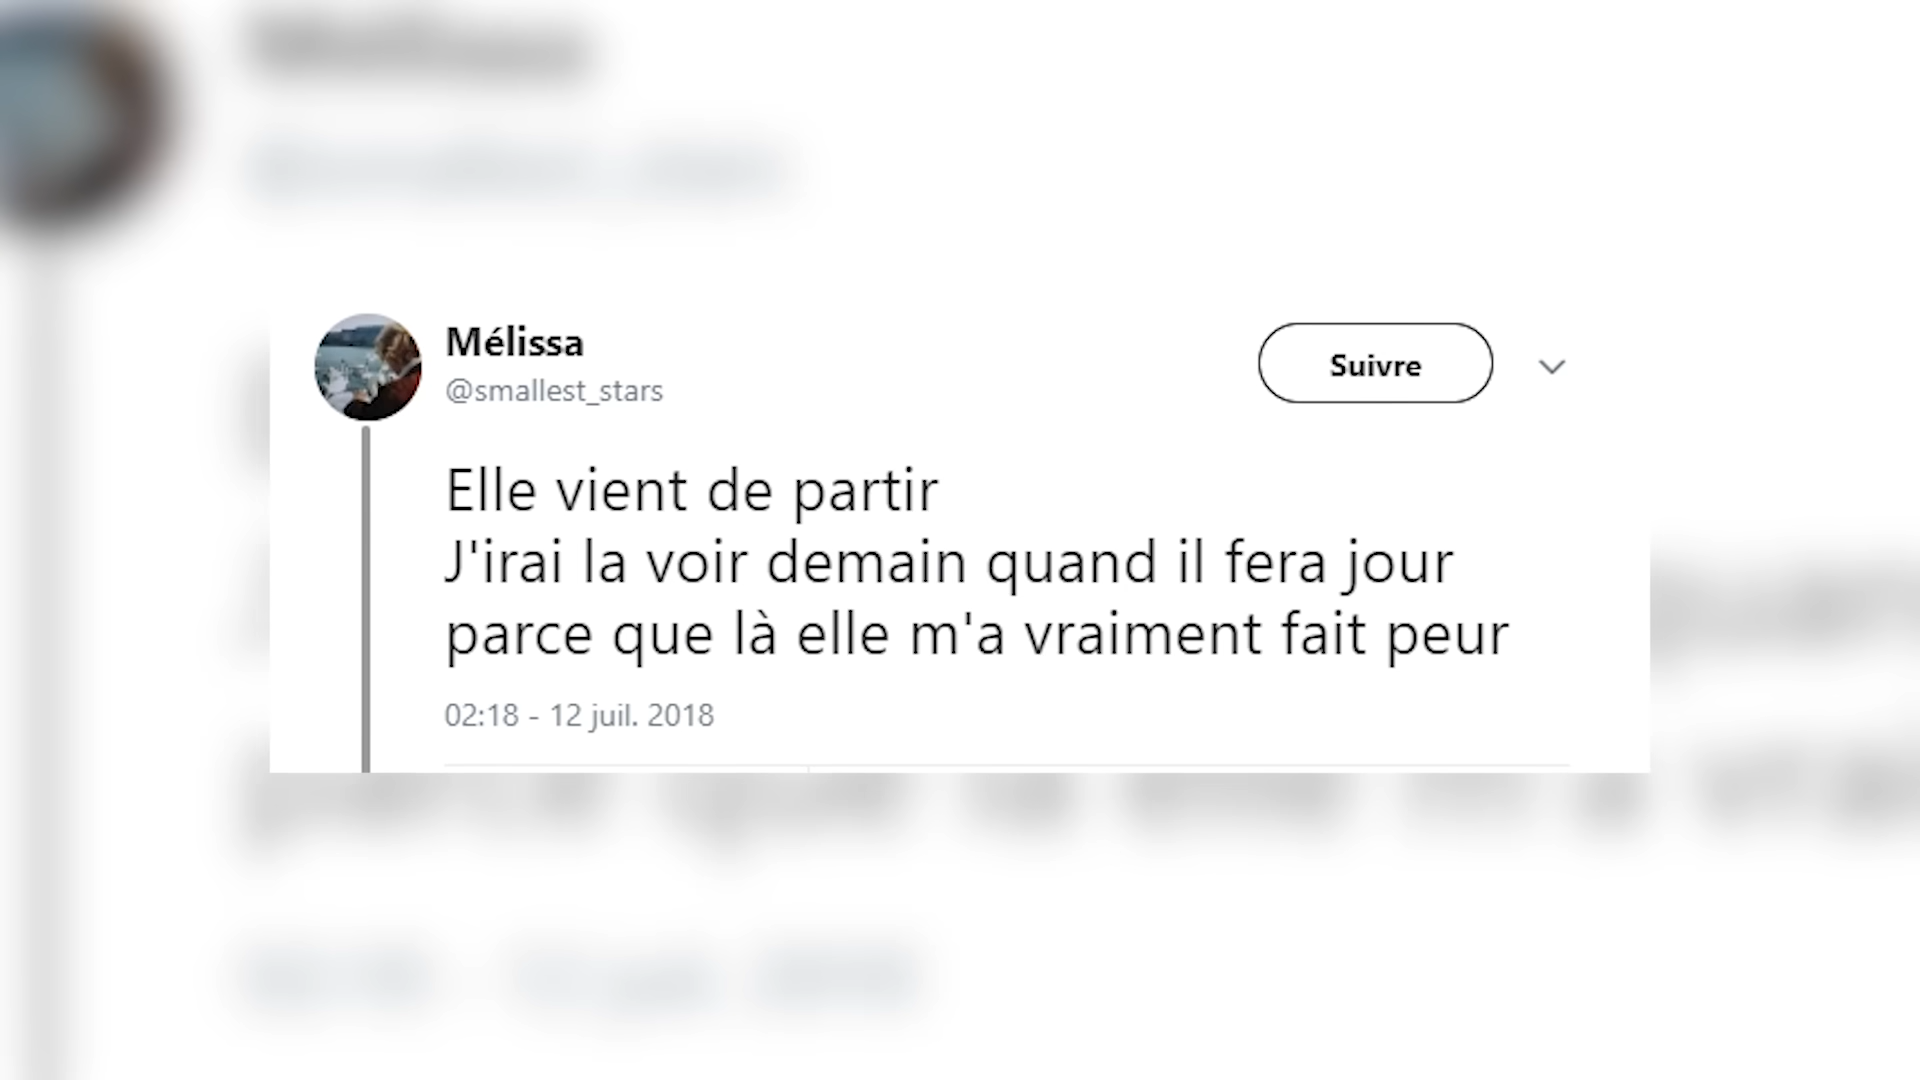 Mélissa
@smallest_stars
Suivre
Elle vient de partir
J'irai la voir demain quand il fera jour
parce que là elle m'a vraiment fait peur
02:18 - 12 juil. 2018